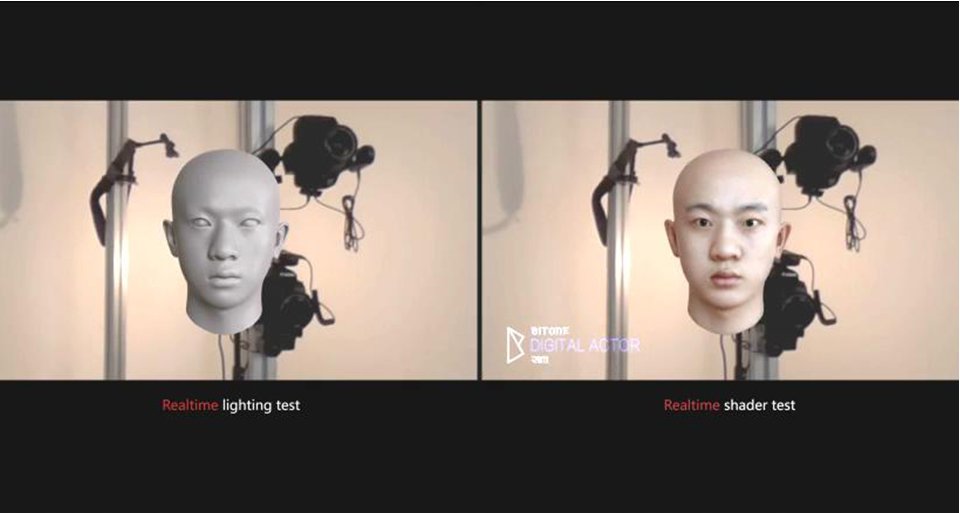 BITONE
DIGITAL ACTOR
Realtime lighting test
Realtime shader test